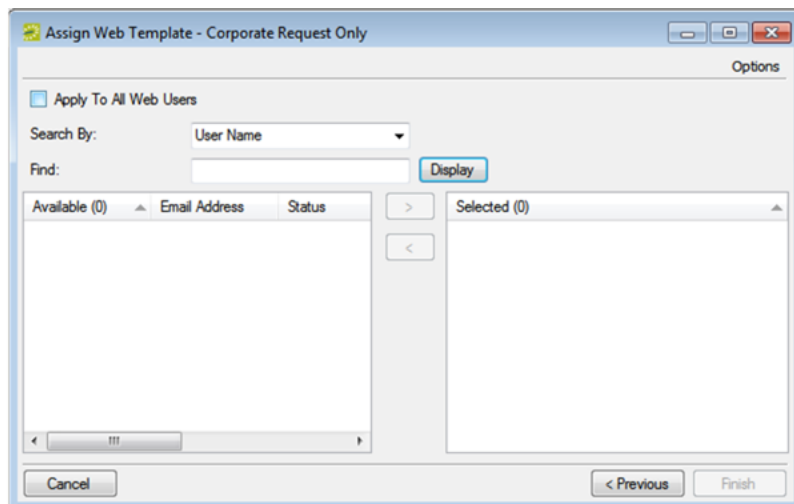 Assign Web Template - Corporate Request Only
Options
Apply To All Web Users
Search By: User Name
Find: Display
Available (0) Email Address Status > Selected (0)
<
Cancel < Previous Finish